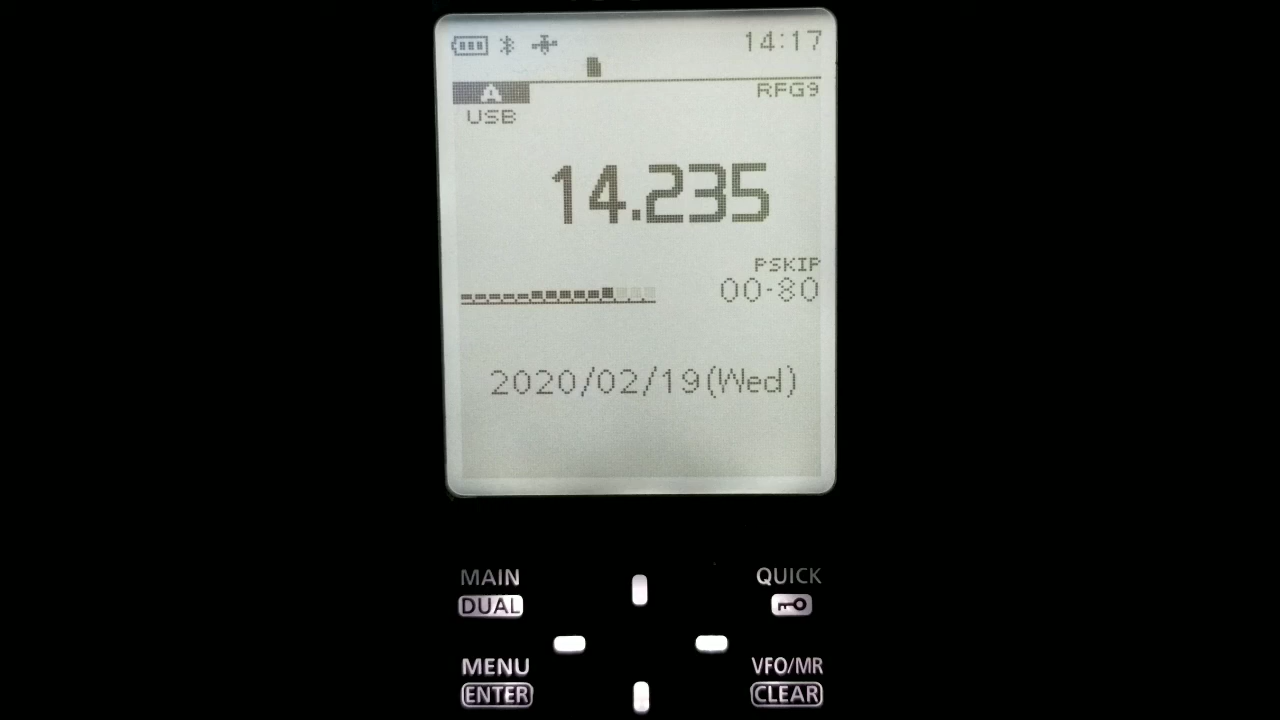 14:17
A
RFG9
USB
14.235
PSKIP
00-80
2020/02/19(Wed)
MAIN
QUICK
DUAL
MENU
VFO/MR
ENTER
CLEAR